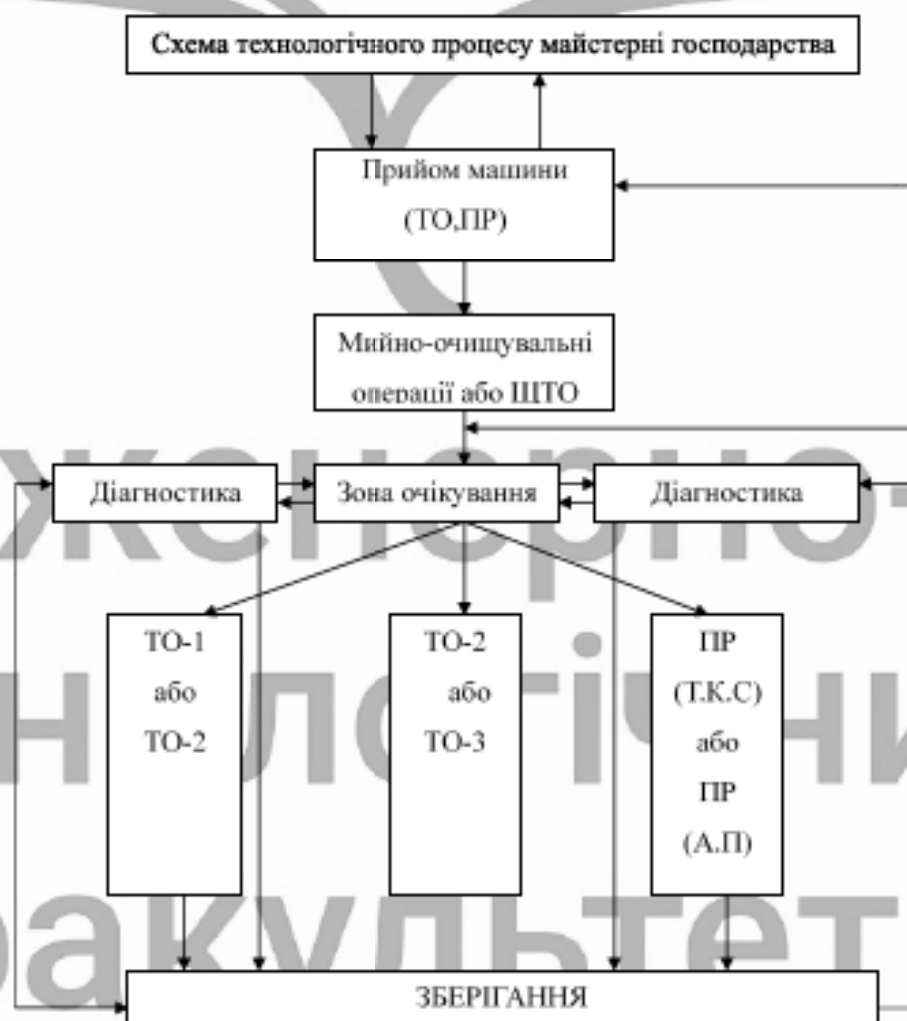 Схема технологічного процесу майстерні господарства
Прийом машини
(ТО,ПР)
Мийно-очищувальні
операції або ЩТО
Діагностика
Зона очікування
Діагностика
ТО-1
або
ТО-2
ТО-2
або
ТО-3
ПР
(Т.К.С)
або
ПР
(А.П)
ЗБЕРІГАННЯ